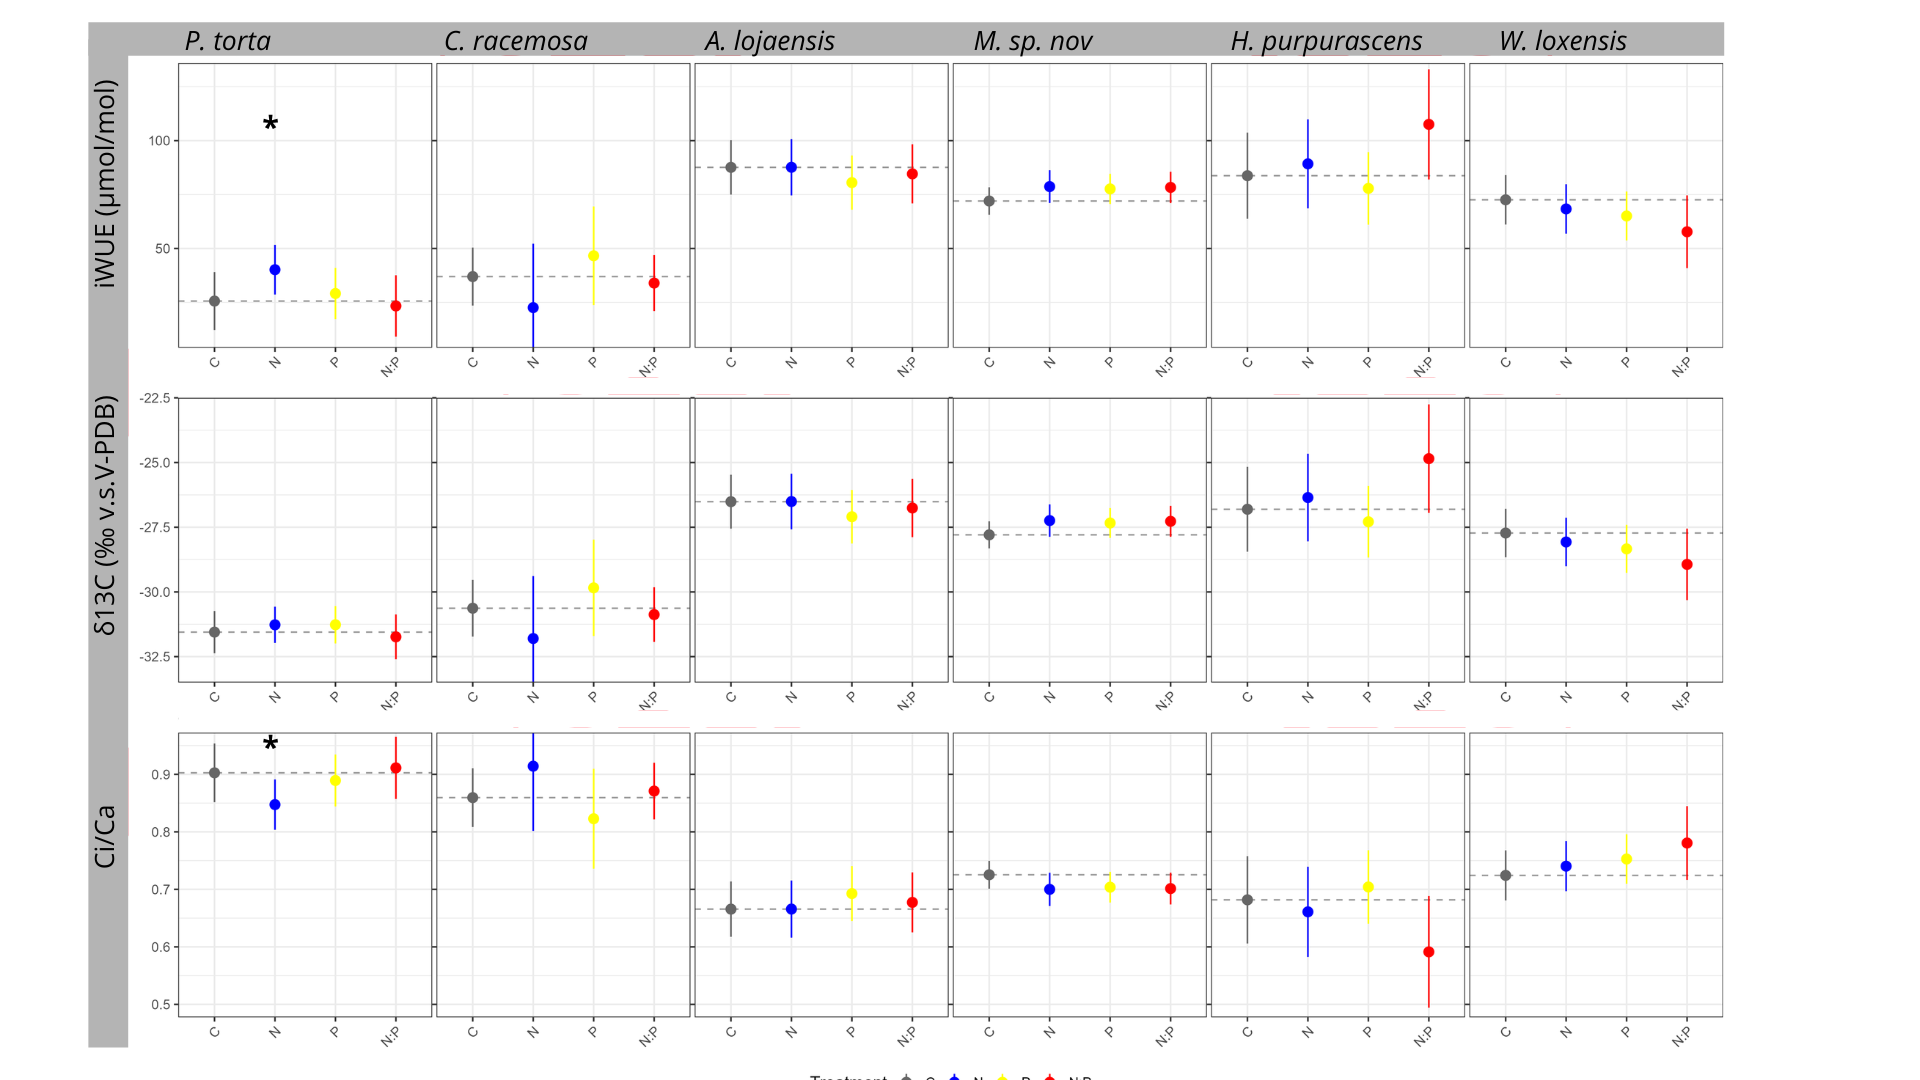 P. torta C. racemosa A. lojaensis M. sp. nov H. purpurascens W. loxensis
iWUE (µmol/mol)
100
50
C N P N:P C N P N:P C N P N:P C N P N:P C N P N:P C N P N:P
δ13C (‰ v.s.V-PDB)
-22.5
-25.0
-27.5
-30.0
-32.5
C N P N:P C N P N:P C N P N:P C N P N:P C N P N:P C N P N:P
Ci/Ca
0.9
0.8
0.7
0.6
0.5
C N P N:P C N P N:P C N P N:P C N P N:P C N P N:P C N P N:P
Treatment C N P N:P